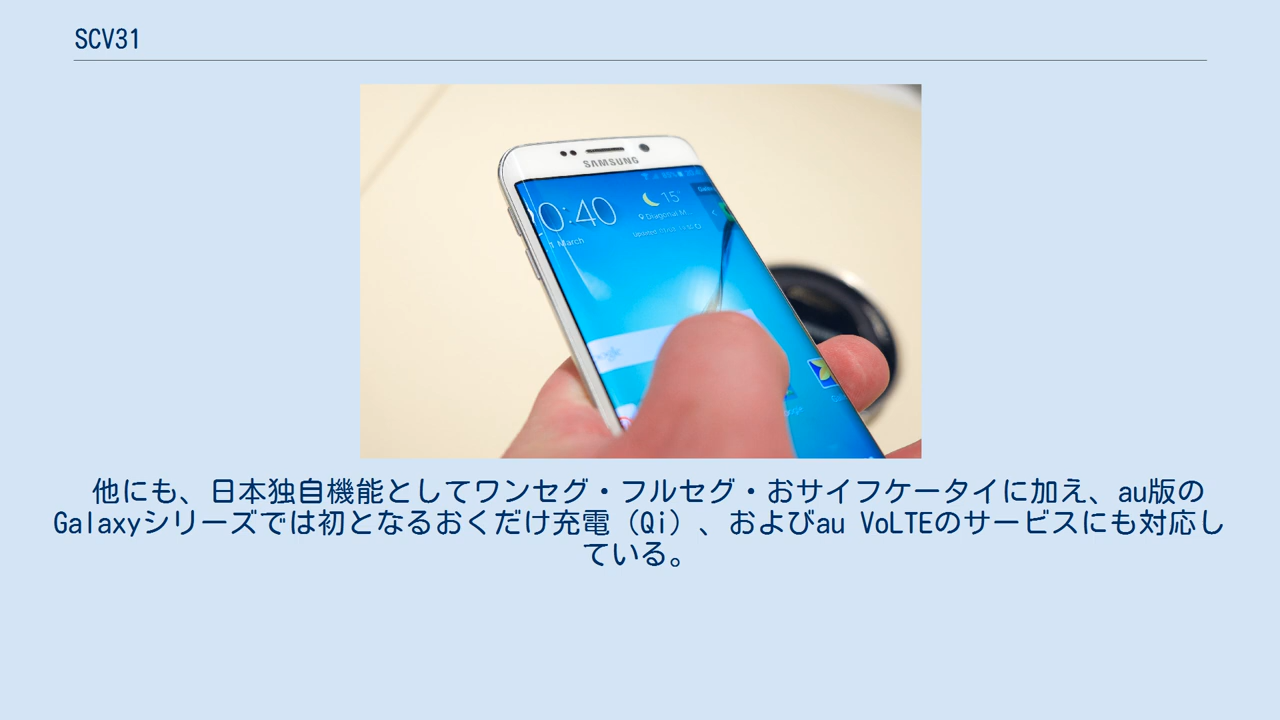 SCV31
SAMSUNG
0:40
15°
Diagonal M...
1 March
他にも、日本独自機能としてワンセグ・フルセグ・おサイフケータイに加え、au版の
Galaxyシリーズでは初となるおくだけ充電（Qi）、およびau VoLTEのサービスにも対応し
ている。